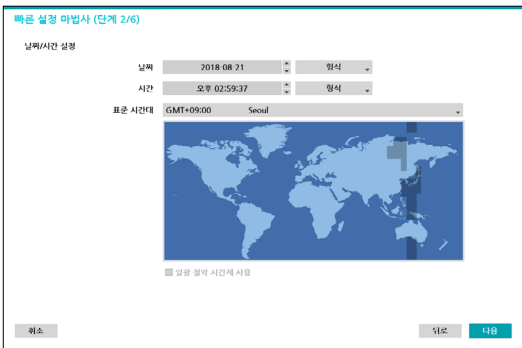 빠른 설정 마법사 (단계 2/6)
날짜/시간 설정
날짜 2018-08-21 형식
시간 오후 02:59:37 형식
표준 시간대 GMT+09:00 Seoul
일광 절약 시간제 사용
취소 뒤로 다음